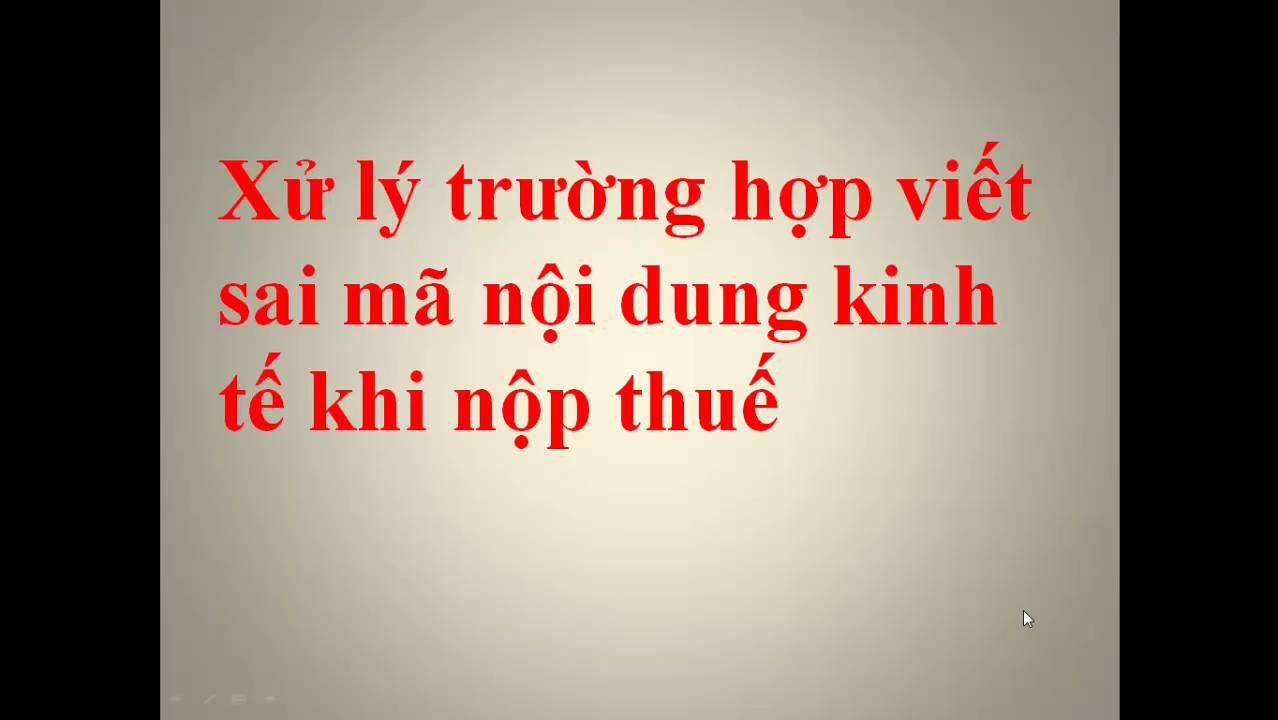 Xử lý trường hợp viết
sai mã nội dung kinh
tế khi nộp thuế